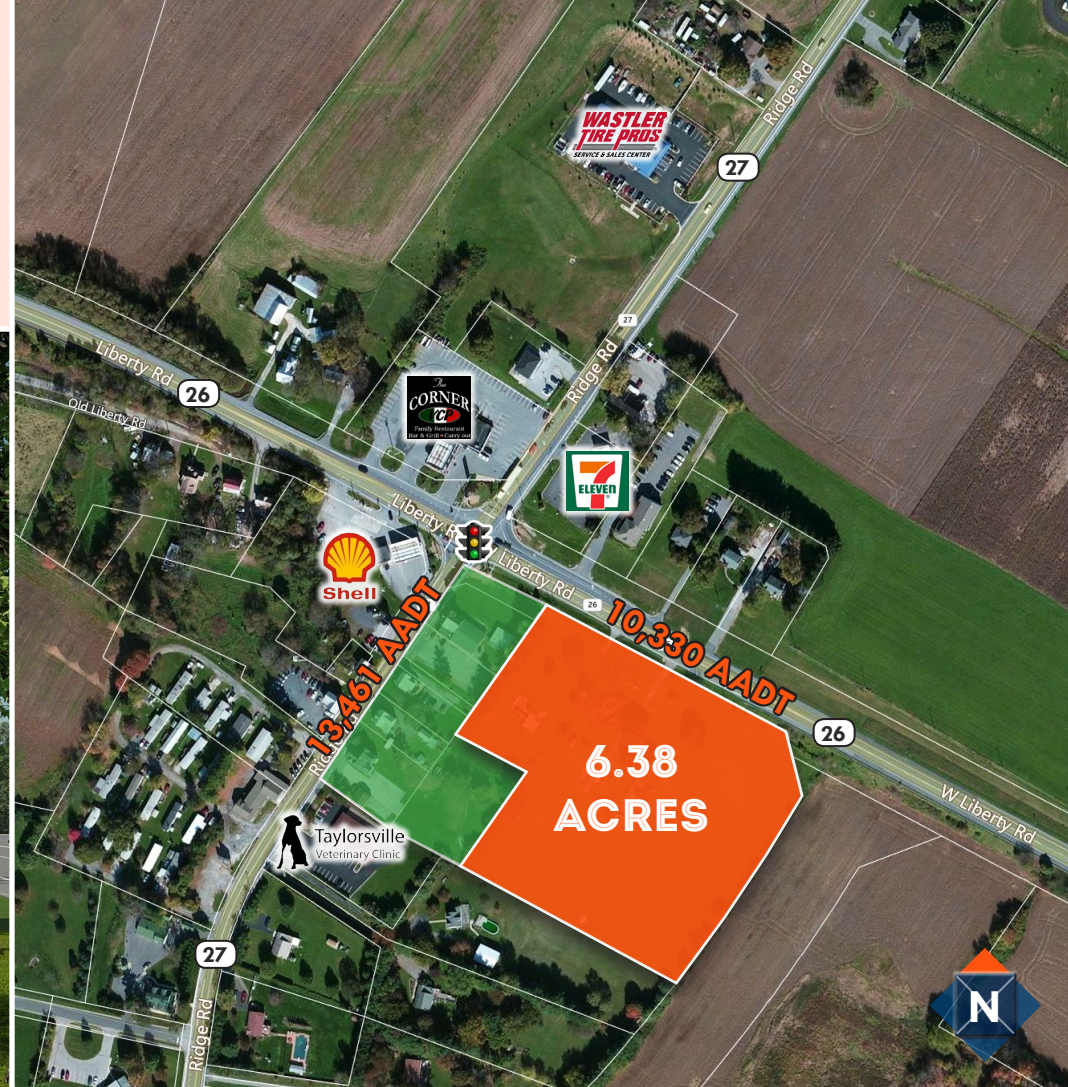 Ridge Rd
WASTLER
TIRE PROS
SERVICE & SALES CENTER
27
27
Ridge Rd
Liberty Rd
26
Old Liberty Rd
The
CORNER
Family Restaurant
Bar & Grill • Carry out
7
ELEVEN
Liberty
Liberty Rd
26
Shell
13,461 AADT
10,330 AADT
26
6.38
ACRES
W Liberty Rd
Taylorsville
Veterinary Clinic
27
Ridge Rd
N